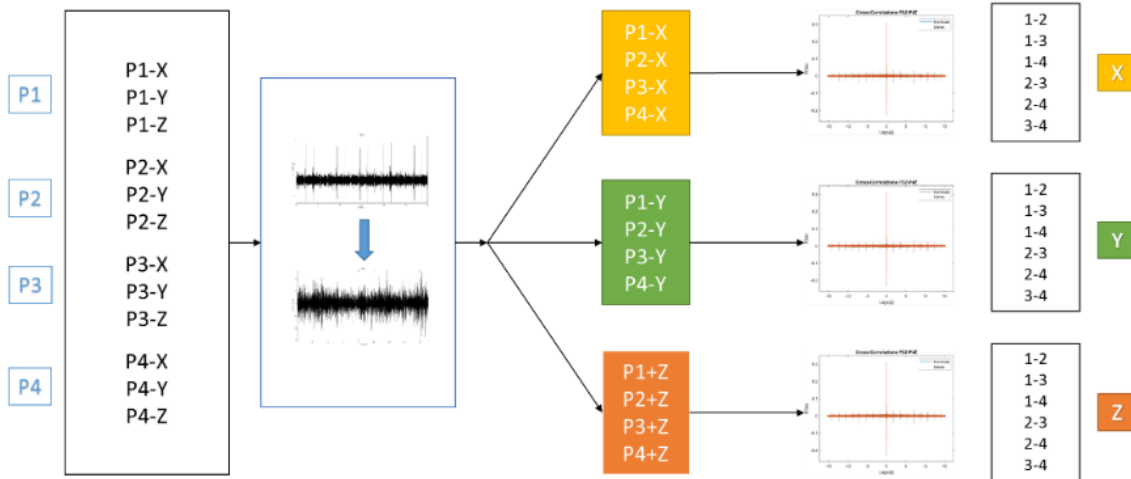 P1
P2
P3
P4
P1-X
P1-Y
P1-Z
P2-X
P2-Y
P2-Z
P3-X
P3-Y
P3-Z
P4-X
P4-Y
P4-Z
P1-X
P2-X
P3-X
P4-X
1-2
1-3
1-4
2-3
2-4
3-4
X
P1-Y
P2-Y
P3-Y
P4-Y
1-2
1-3
1-4
2-3
2-4
3-4
Y
P1+Z
P2+Z
P3+Z
P4+Z
1-2
1-3
1-4
2-3
2-4
3-4
Z